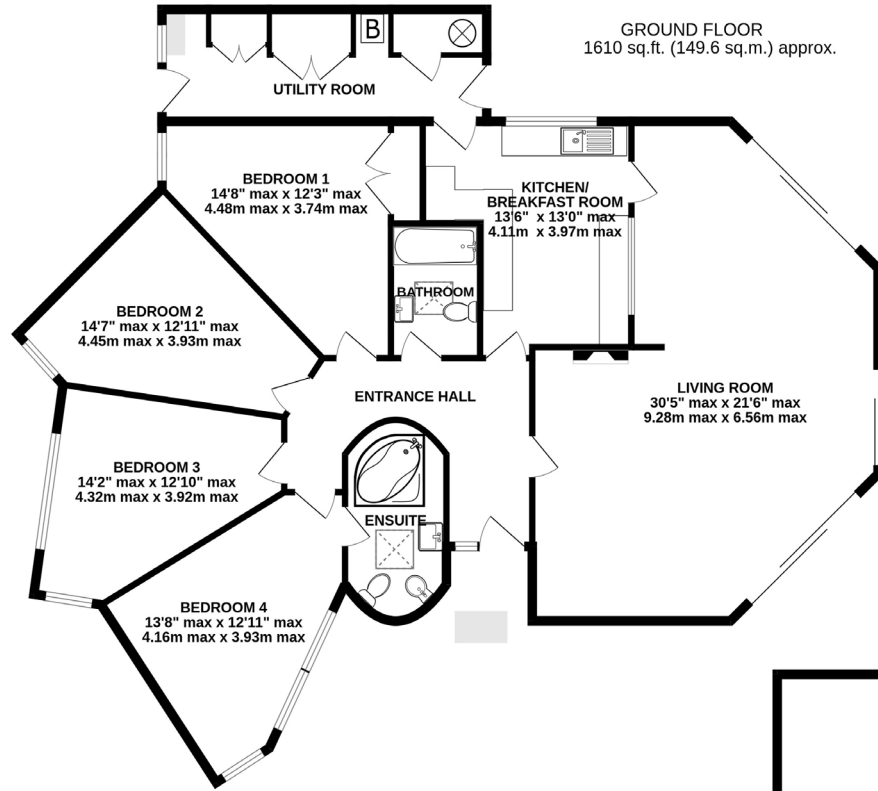 GROUND FLOOR
1610 sq.ft. (149.6 sq.m.) approx.
B
UTILITY ROOM
BEDROOM 1
14'8" max x 12'3" max
4.48m max x 3.74m max
KITCHEN/
BREAKFAST ROOM
13'6" x 13'0" max
4.11m x 3.97m max
BATHROOM
BEDROOM 2
14'7" max x 12'11" max
4.45m max x 3.93m max
ENTRANCE HALL
LIVING ROOM
30'5" max x 21'6" max
9.28m max x 6.56m max
BEDROOM 3
14'2" max x 12'10" max
4.32m max x 3.92m max
ENSUITE
BEDROOM 4
13'8" max x 12'11" max
4.16m max x 3.93m max